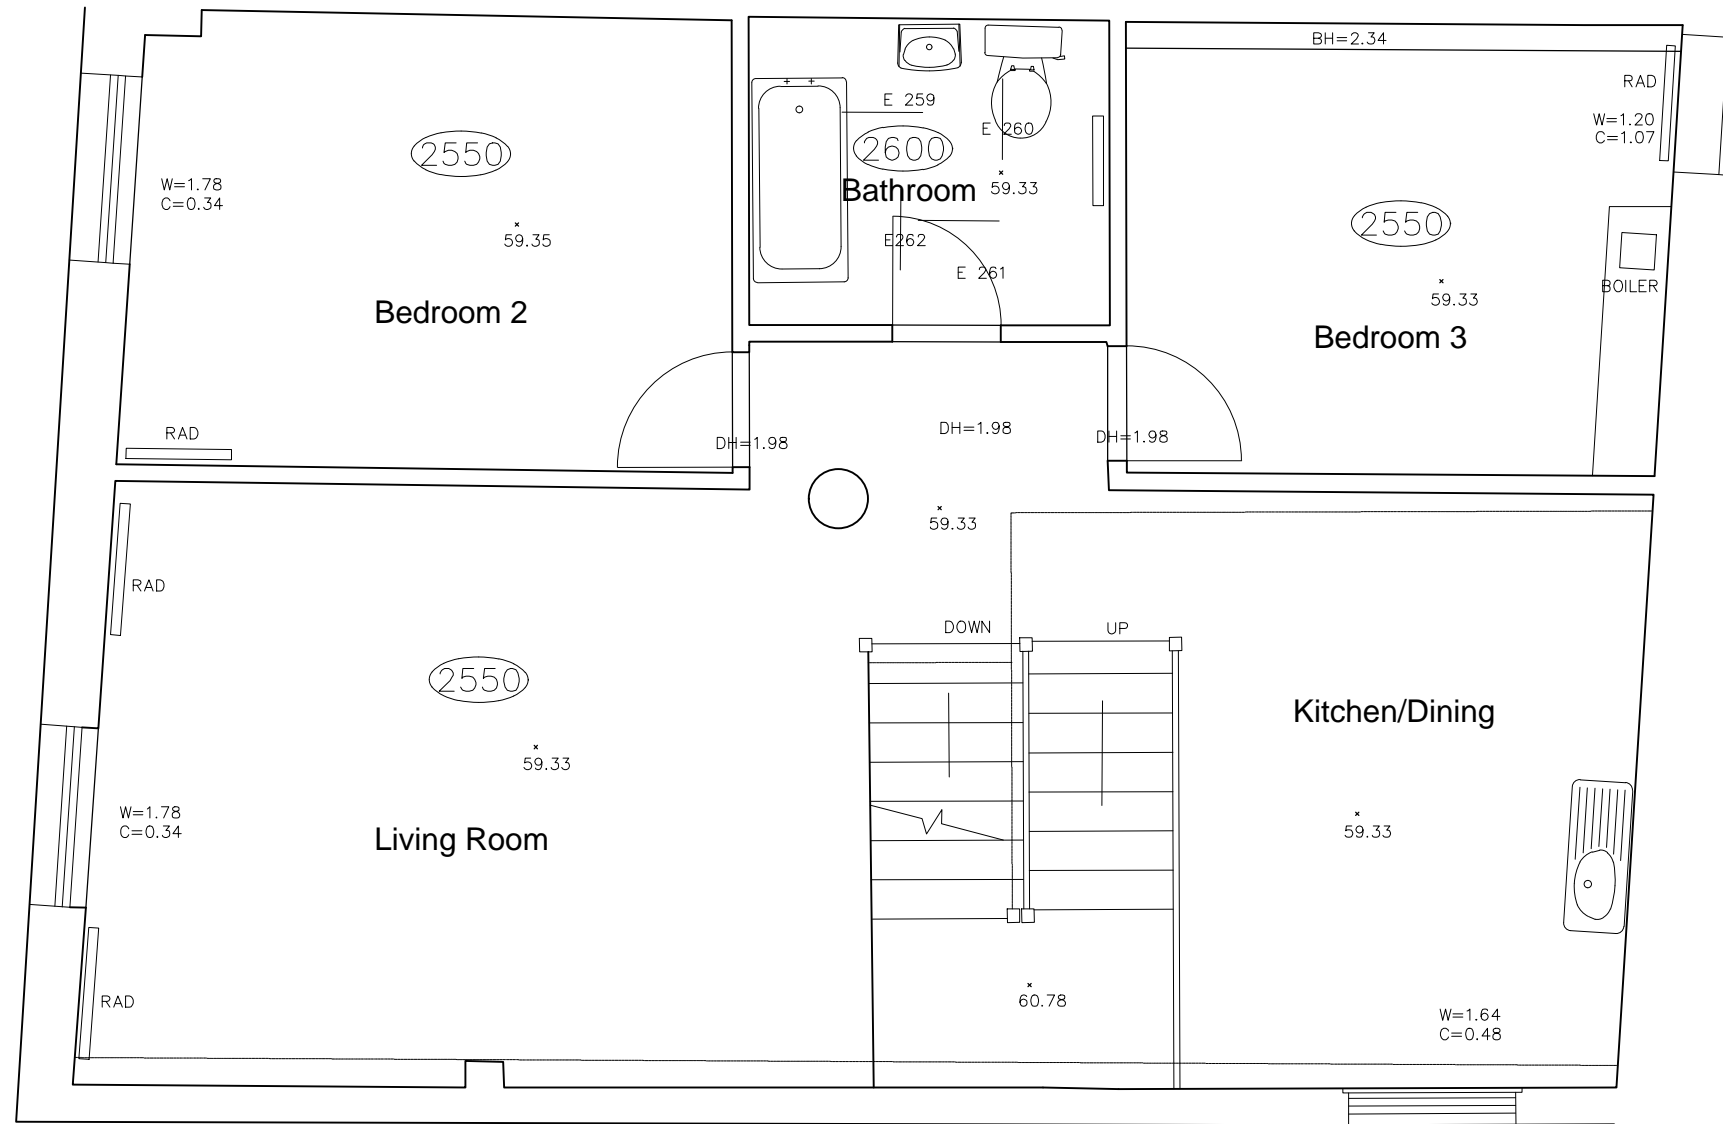 BH=2.34
RAD
W=1.20
C=1.07
E 259
E 260
2550
2600
Bathroom
59.33
W=1.78
C=0.34
59.35
E262
E 261
2550
59.33
BOILER
Bedroom 2
Bedroom 3
RAD
DH=1.98
DH=1.98
DH=1.98
59.33
RAD
DOWN
UP
2550
Kitchen/Dining
59.33
W=1.78
C=0.34
Living Room
59.33
RAD
60.78
W=1.64
C=0.48